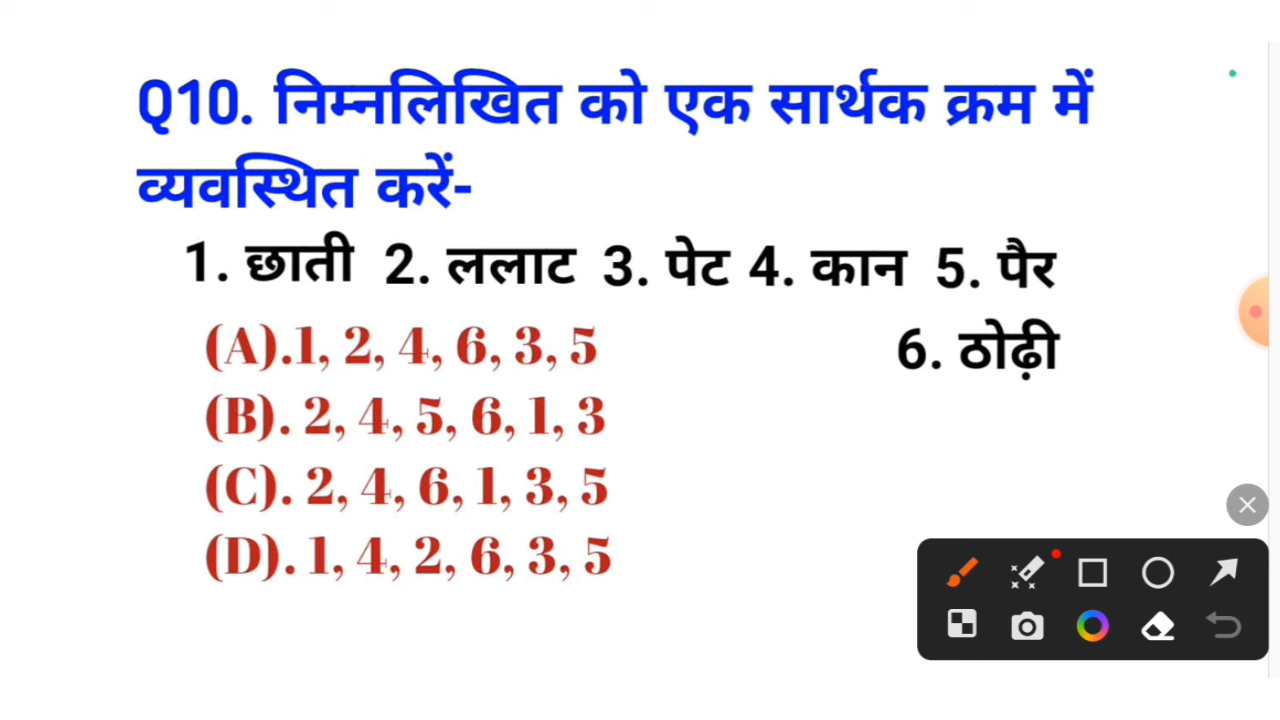 Q10. निम्नलिखित को एक सार्थक क्रम में
व्यवस्थित करें-
1. छाती 2. ललाट 3. पेट 4. कान 5. पैर
6. ठोढ़ी
(A).1, 2, 4, 6, 3, 5
(B). 2, 4, 5, 6, 1, 3
(C). 2, 4, 6, 1, 3, 5
(D). 1, 4, 2, 6, 3, 5